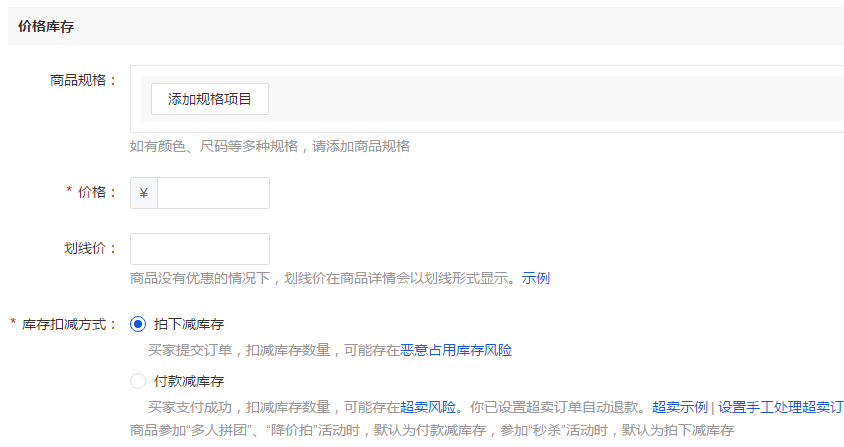 价格库存
商品规格：
添加规格项目
如有颜色、尺码等多种规格，请添加商品规格
* 价格： ¥
划线价：
商品没有优惠的情况下，划线价在商品详情会以划线形式显示。示例
* 库存扣减方式： 拍下减库存
买家提交订单，扣减库存数量，可能存在恶意占用库存风险
付款减库存
买家支付成功，扣减库存数量，可能存在超卖风险。你已设置超卖订单自动退款。超卖示例 | 设置手工处理超卖订
商品参加“多人拼团”、“降价拍”活动时，默认为付款减库存，参加“秒杀”活动时，默认为拍下减库存